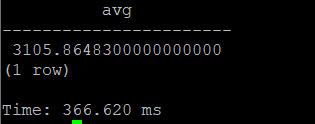 avg
-----------------------
3105.8648300000000000
(1 row)
Time: 366.620 ms